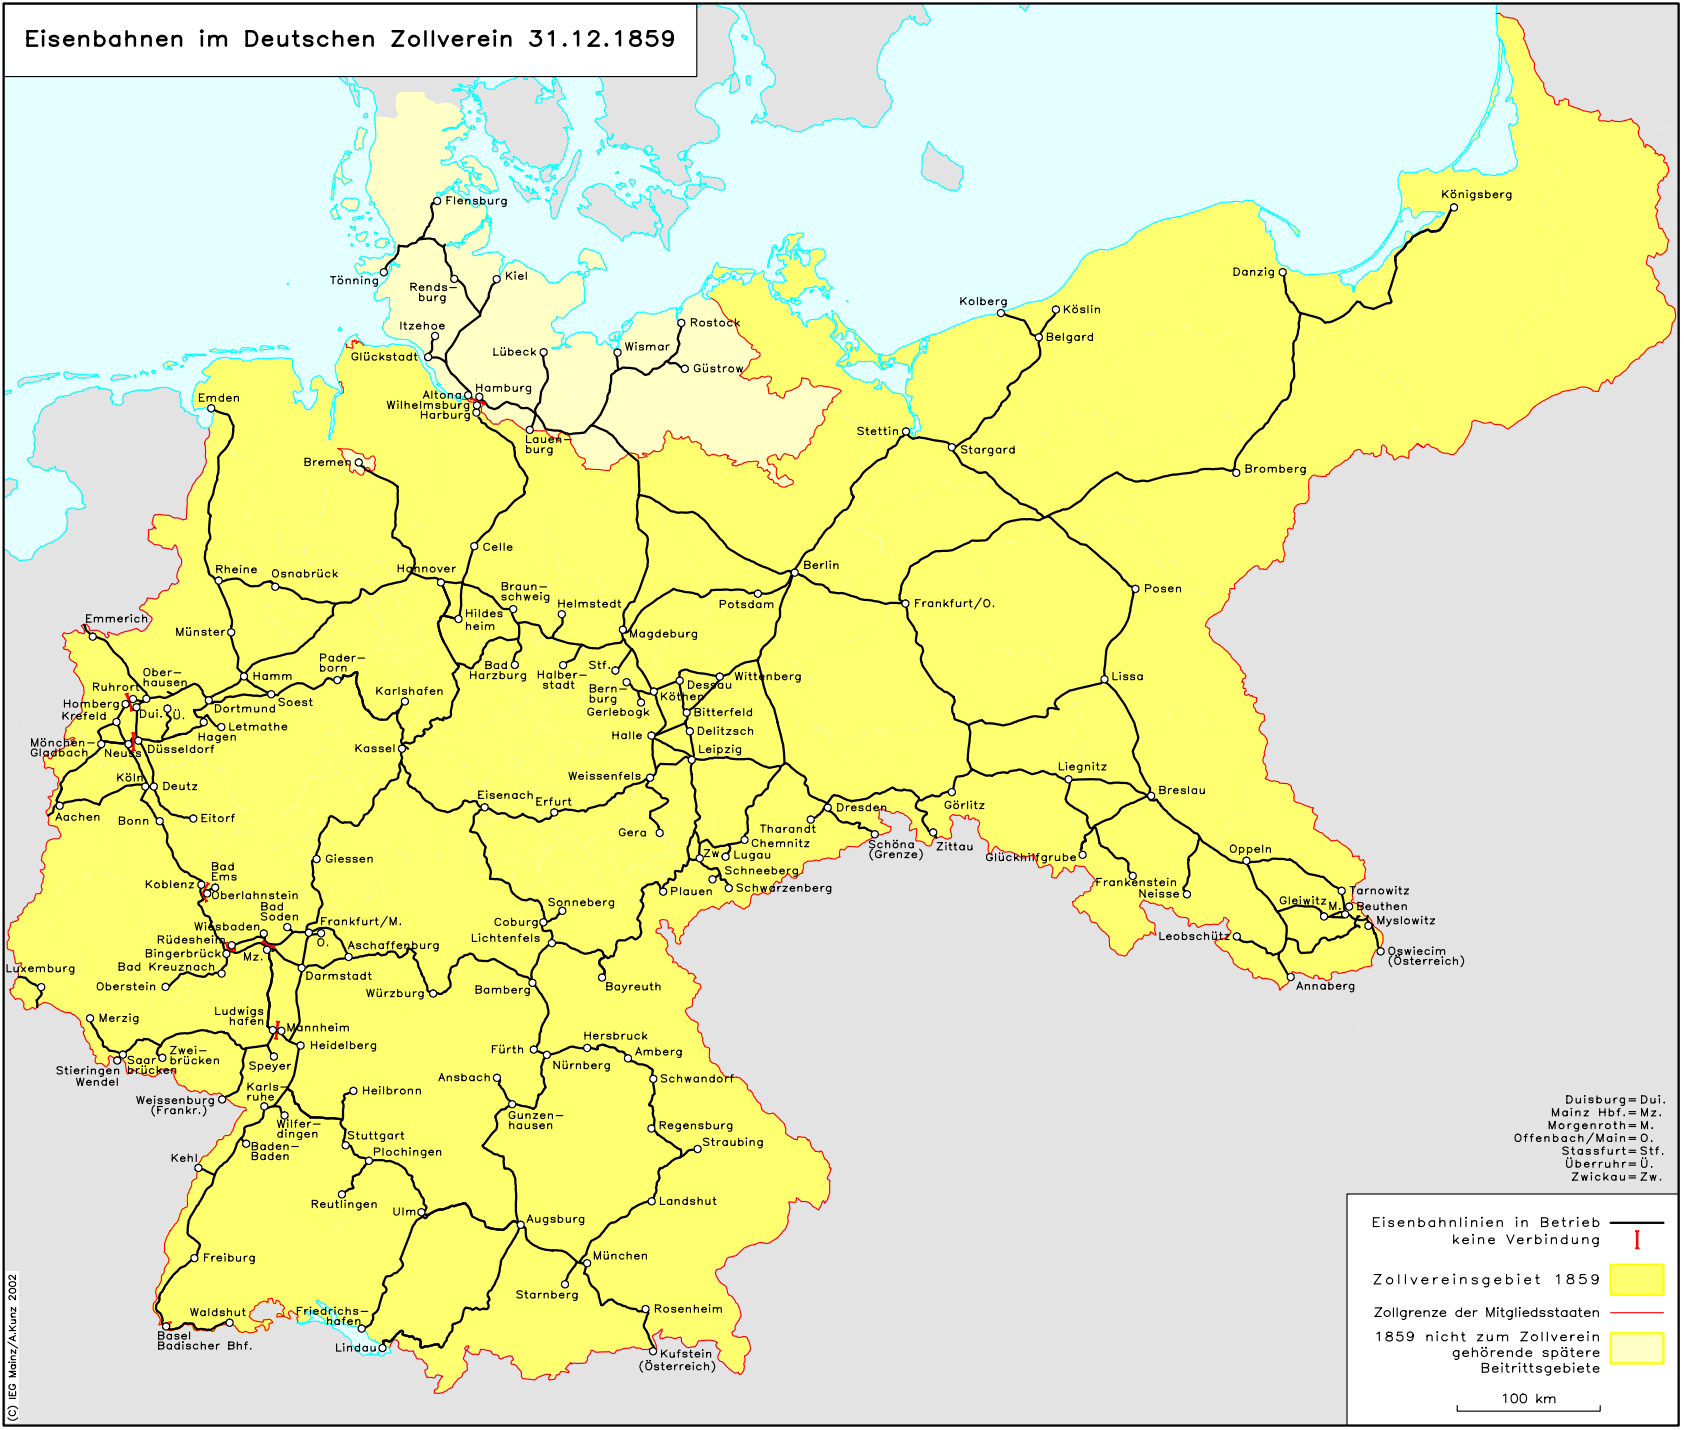 Eisenbahnen im Deutschen Zollverein 31.12.1859
Flensburg
Tönning
Rends-
burg
Kiel
Itzehoe
Glückstadt
Lübeck
Wismar
Rostock
Güstrow
Altona
Hamburg
Wilhelmsburg
Harburg
Lauen-
burg
Königsberg
Danzig
Kolberg
Köslin
Belgard
Stettin
Stargard
Bromberg
Emden
Bremen
Celle
Rheine
Osnabrück
Hannover
Braun-
schweig
Helmstedt
Hildes
heim
Berlin
Potsdam
Frankfurt/O.
Posen
Emmerich
Münster
Magdeburg
Ober-
hausen
Ruhrort
Homberg
Krefeld
Dui.
Ü.
Hamm
Pader-
born
Soest
Dortmund
Karlshafen
Bad
Harzburg
Halber-
stadt
Stf.
Bern-
burg
Gerlebogk
Dessau
Köthen
Wittenberg
Bitterfeld
Delitzsch
Lissa
Letmathe
Hagen
Mönchen-
Gladbach
Neuss
Düsseldorf
Kassel
Halle
Leipzig
Weissenfels
Köln
Deutz
Liegnitz
Breslau
Görlitz
Aachen
Bonn
Eitorf
Eisenach
Erfurt
Gera
Dresden
Tharandt
Chemnitz
Zw.
Lugau
Schöna
(Grenze)
Zittau
Glückhilfgrube
Oppeln
Giessen
Schneeberg
Schwarzenberg
Plauen
Frankenstein
Neisse
Tarnowitz
Gleiwitz
M.
Beuthen
Myslowitz
Koblenz
Bad
Ems
Oberlahnstein
Bad
Soden
Wiesbaden
Frankfurt/M.
O.
Sonneberg
Coburg
Lichtenfels
Rüdesheim
Bingerbrück
Bad Kreuznach
Mz.
Aschaffenburg
Leobschütz
Oswiecim
(Österreich)
Luxemburg
Oberstein
Darmstadt
Würzburg
Bamberg
Bayreuth
Annaberg
Merzig
Ludwigs
hafen
Mannheim
Heidelberg
Fürth
Nürnberg
Hersbruck
Amberg
Stieringen
Wendel
Saar
brücken
Zwei-
brücken
Speyer
Ansbach
Schwandorf
Weissenburg
(Frankr.)
Karls-
ruhe
Heilbronn
Wilfer-
dingen
Gunzen-
hausen
Regensburg
Straubing
Baden-
Baden
Stuttgart
Plochingen
Kehl
Reutlingen
Ulm
Landshut
Augsburg
Freiburg
München
Starnberg
Waldshut
Friedrichs-
hafen
Rosenheim
Basel
Badischer Bhf.
Lindau
Kufstein
(Österreich)
Duisburg=Dui.
Mainz Hbf.=Mz.
Morgenroth=M.
Offenbach/Main=O.
Stassfurt=Stf.
Überruhr=Ü.
Zwickau=Zw.
Eisenbahnlinien in Betrieb
keine Verbindung
Zollvereinsgebiet 1859
Zollgrenze der Mitgliedsstaaten
1859 nicht zum Zollverein
gehörende spätere
Beitrittsgebiete
100 km
(C) IEG Mainz/A.Kunz 2002